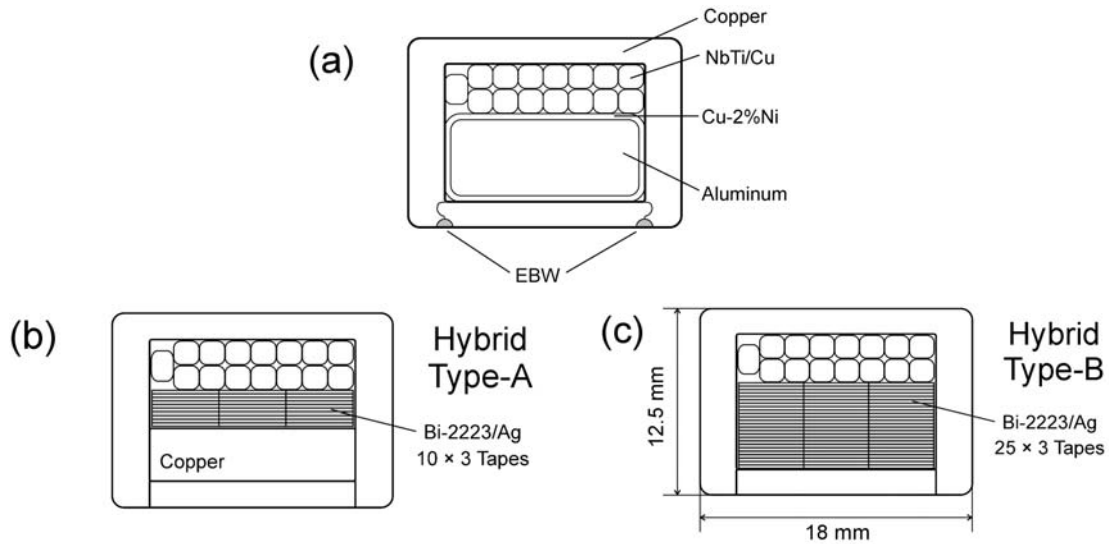 (a)
Copper
NbTi/Cu
Cu-2%Ni
Aluminum
EBW
(b)
Hybrid
Type-A
Bi-2223/Ag
10 × 3 Tapes
Copper
(c)
12.5 mm
18 mm
Hybrid
Type-B
Bi-2223/Ag
25 × 3 Tapes